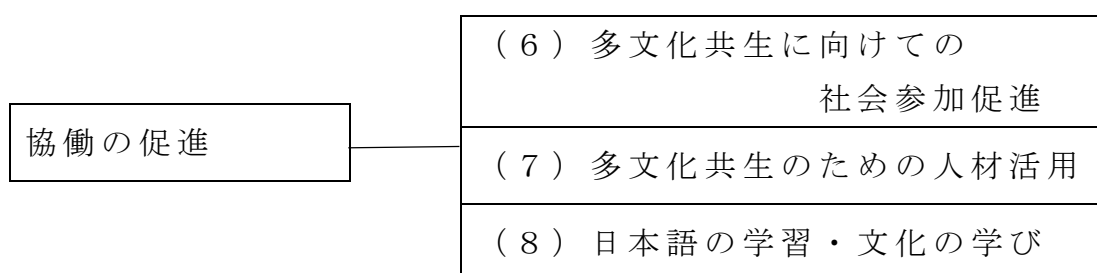 協働の促進
（６）多文化共生に向けての
社会参加促進
（７）多文化共生のための人材活用
（８）日本語の学習・文化の学び